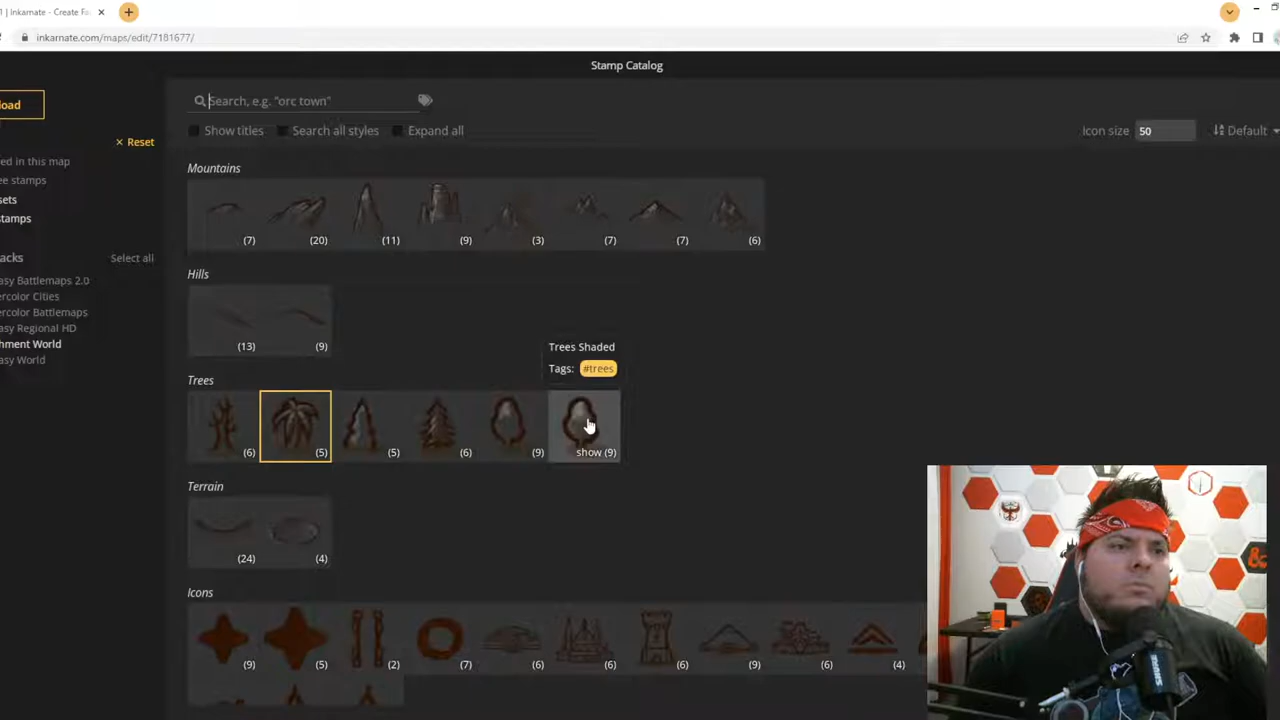 1 | Inkarnate - Create Fa
inkarnate.com/maps/edit/7181677/
Stamp Catalog
oad
Search, e.g. "orc town"
Show titles
Search all styles
Expand all
Icon size
50
Default
× Reset
ed in this map
ee stamps
sets
stamps
acks
Select all
asy Battlemaps 2.0
ercolor Cities
ercolor Battlemaps
asy Regional HD
hment World
asy World
Mountains
(7) (20) (11) (9) (3) (7) (7) (6)
Hills
(13) (9)
Trees Shaded
Tags: #trees
Trees
(6) (5) (5) (6) (9) show (9)
Terrain
(24) (4)
Icons
(9) (5) (2) (7) (6) (6) (6) (9) (6) (4)